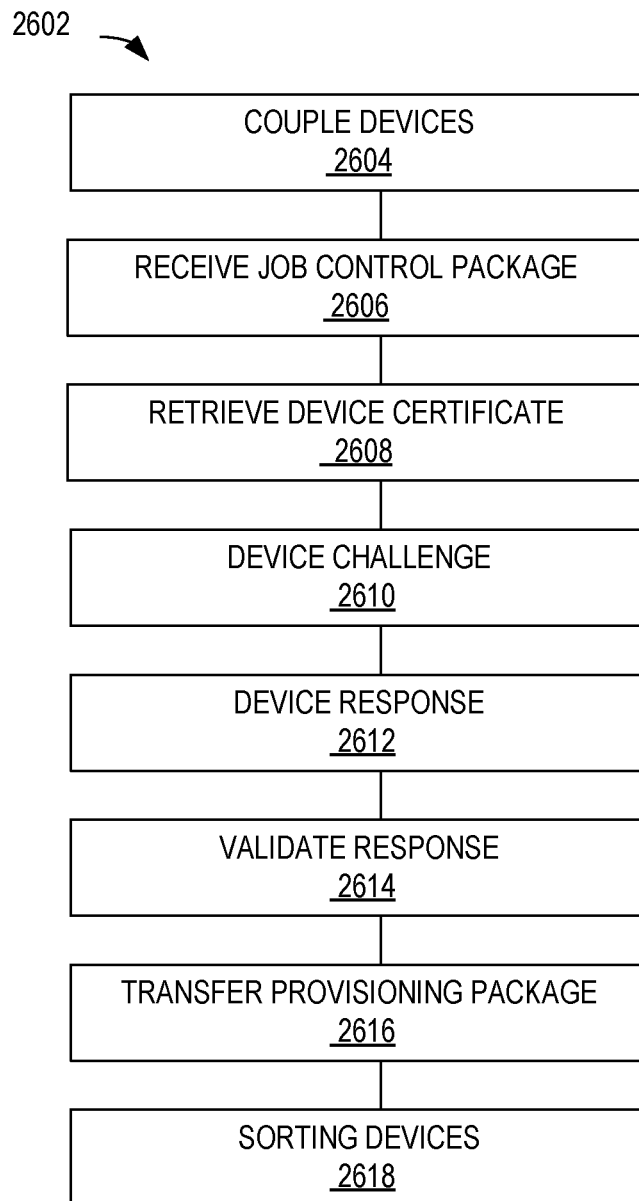 2602
COUPLE DEVICES
2604
RECEIVE JOB CONTROL PACKAGE
2606
RETRIEVE DEVICE CERTIFICATE
2608
DEVICE CHALLENGE
2610
DEVICE RESPONSE
2612
VALIDATE RESPONSE
2614
TRANSFER PROVISIONING PACKAGE
2616
SORTING DEVICES
2618